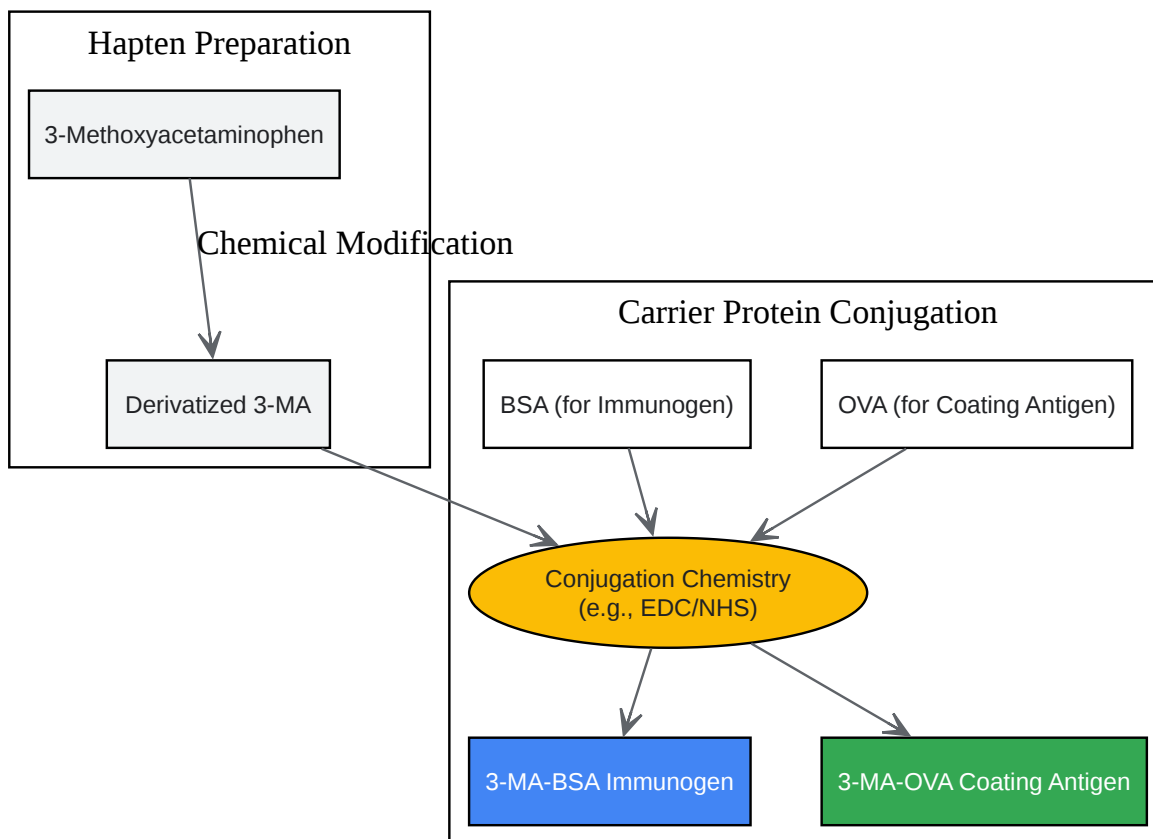 Hapten Preparation
3-Methoxyacetaminophen
Chemical Modification
Derivatized 3-MA
Carrier Protein Conjugation
BSA (for Immunogen)
OVA (for Coating Antigen)
Conjugation Chemistry
(e.g., EDC/NHS)
3-MA-BSA Immunogen
3-MA-OVA Coating Antigen